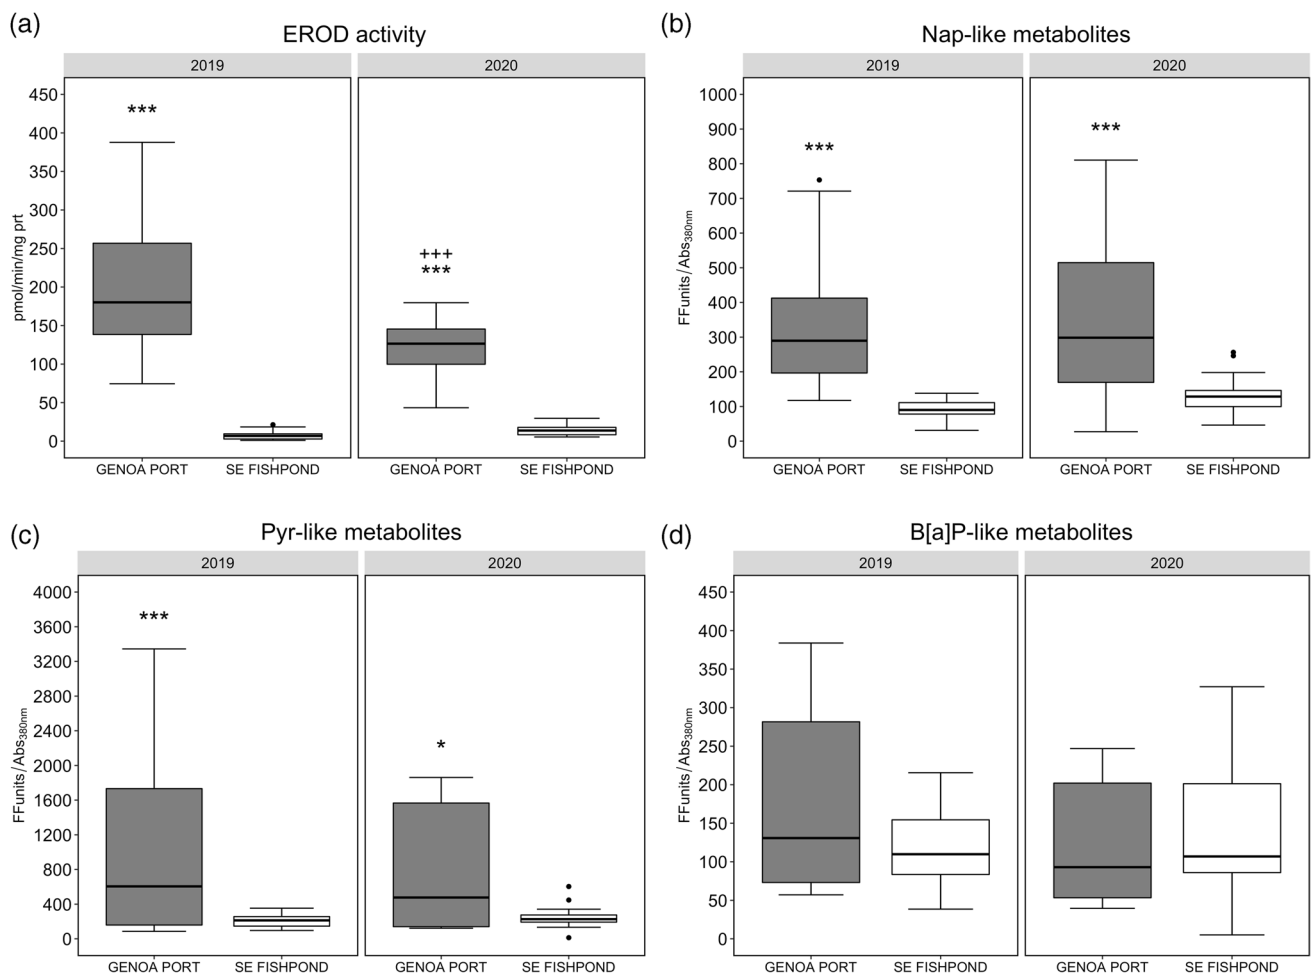 (a)
EROD activity
2019
2020
pmol/min/mg prt
450
400
350
300
250
200
150
100
50
0
***
+++
***
GENOA PORT
SE FISHPOND
GENOA PORT
SE FISHPOND
(b)
Nap-like metabolites
2019
2020
FFunits/Abs380nm
1000
900
800
700
600
500
400
300
200
100
0
***
***
GENOA PORT
SE FISHPOND
GENOA PORT
SE FISHPOND
(c)
Pyr-like metabolites
2019
2020
FFunits/Abs380nm
4000
3600
3200
2800
2400
2000
1600
1200
800
400
0
***
*
GENOA PORT
SE FISHPOND
GENOA PORT
SE FISHPOND
(d)
B[a]P-like metabolites
2019
2020
FFunits/Abs380nm
450
400
350
300
250
200
150
100
50
0
GENOA PORT
SE FISHPOND
GENOA PORT
SE FISHPOND